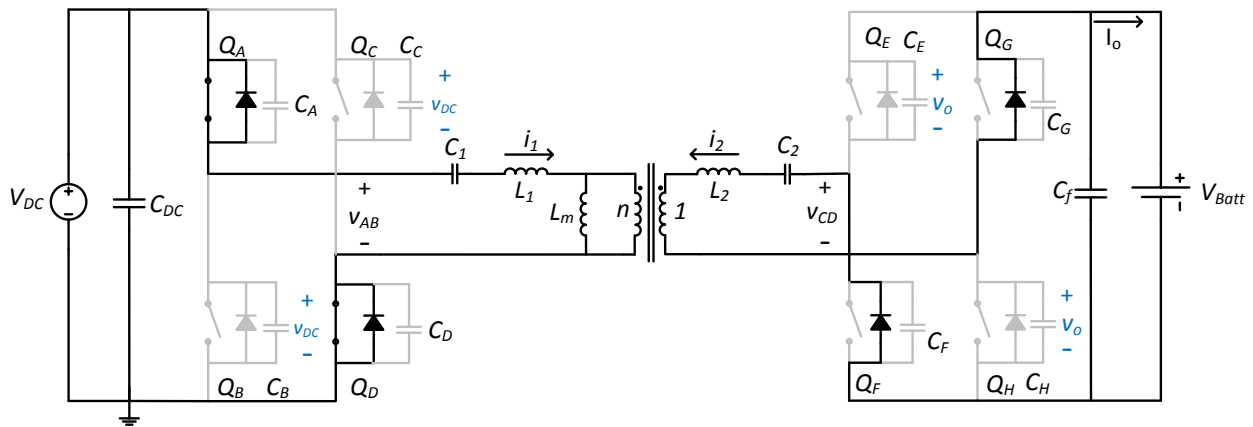 Q_A Q_C C_C Q_E C_E Q_G I_o
+ +
C_A v_DC v_o C_G
− −
C_1 i_1 i_2 C_2
V_DC + − C_DC + L_1 L_2 + C_f + V_Batt
v_AB L_m n 1 v_CD
− −
+ +
v_DC C_D C_F v_o
− −
Q_B C_B Q_D Q_F Q_H C_H